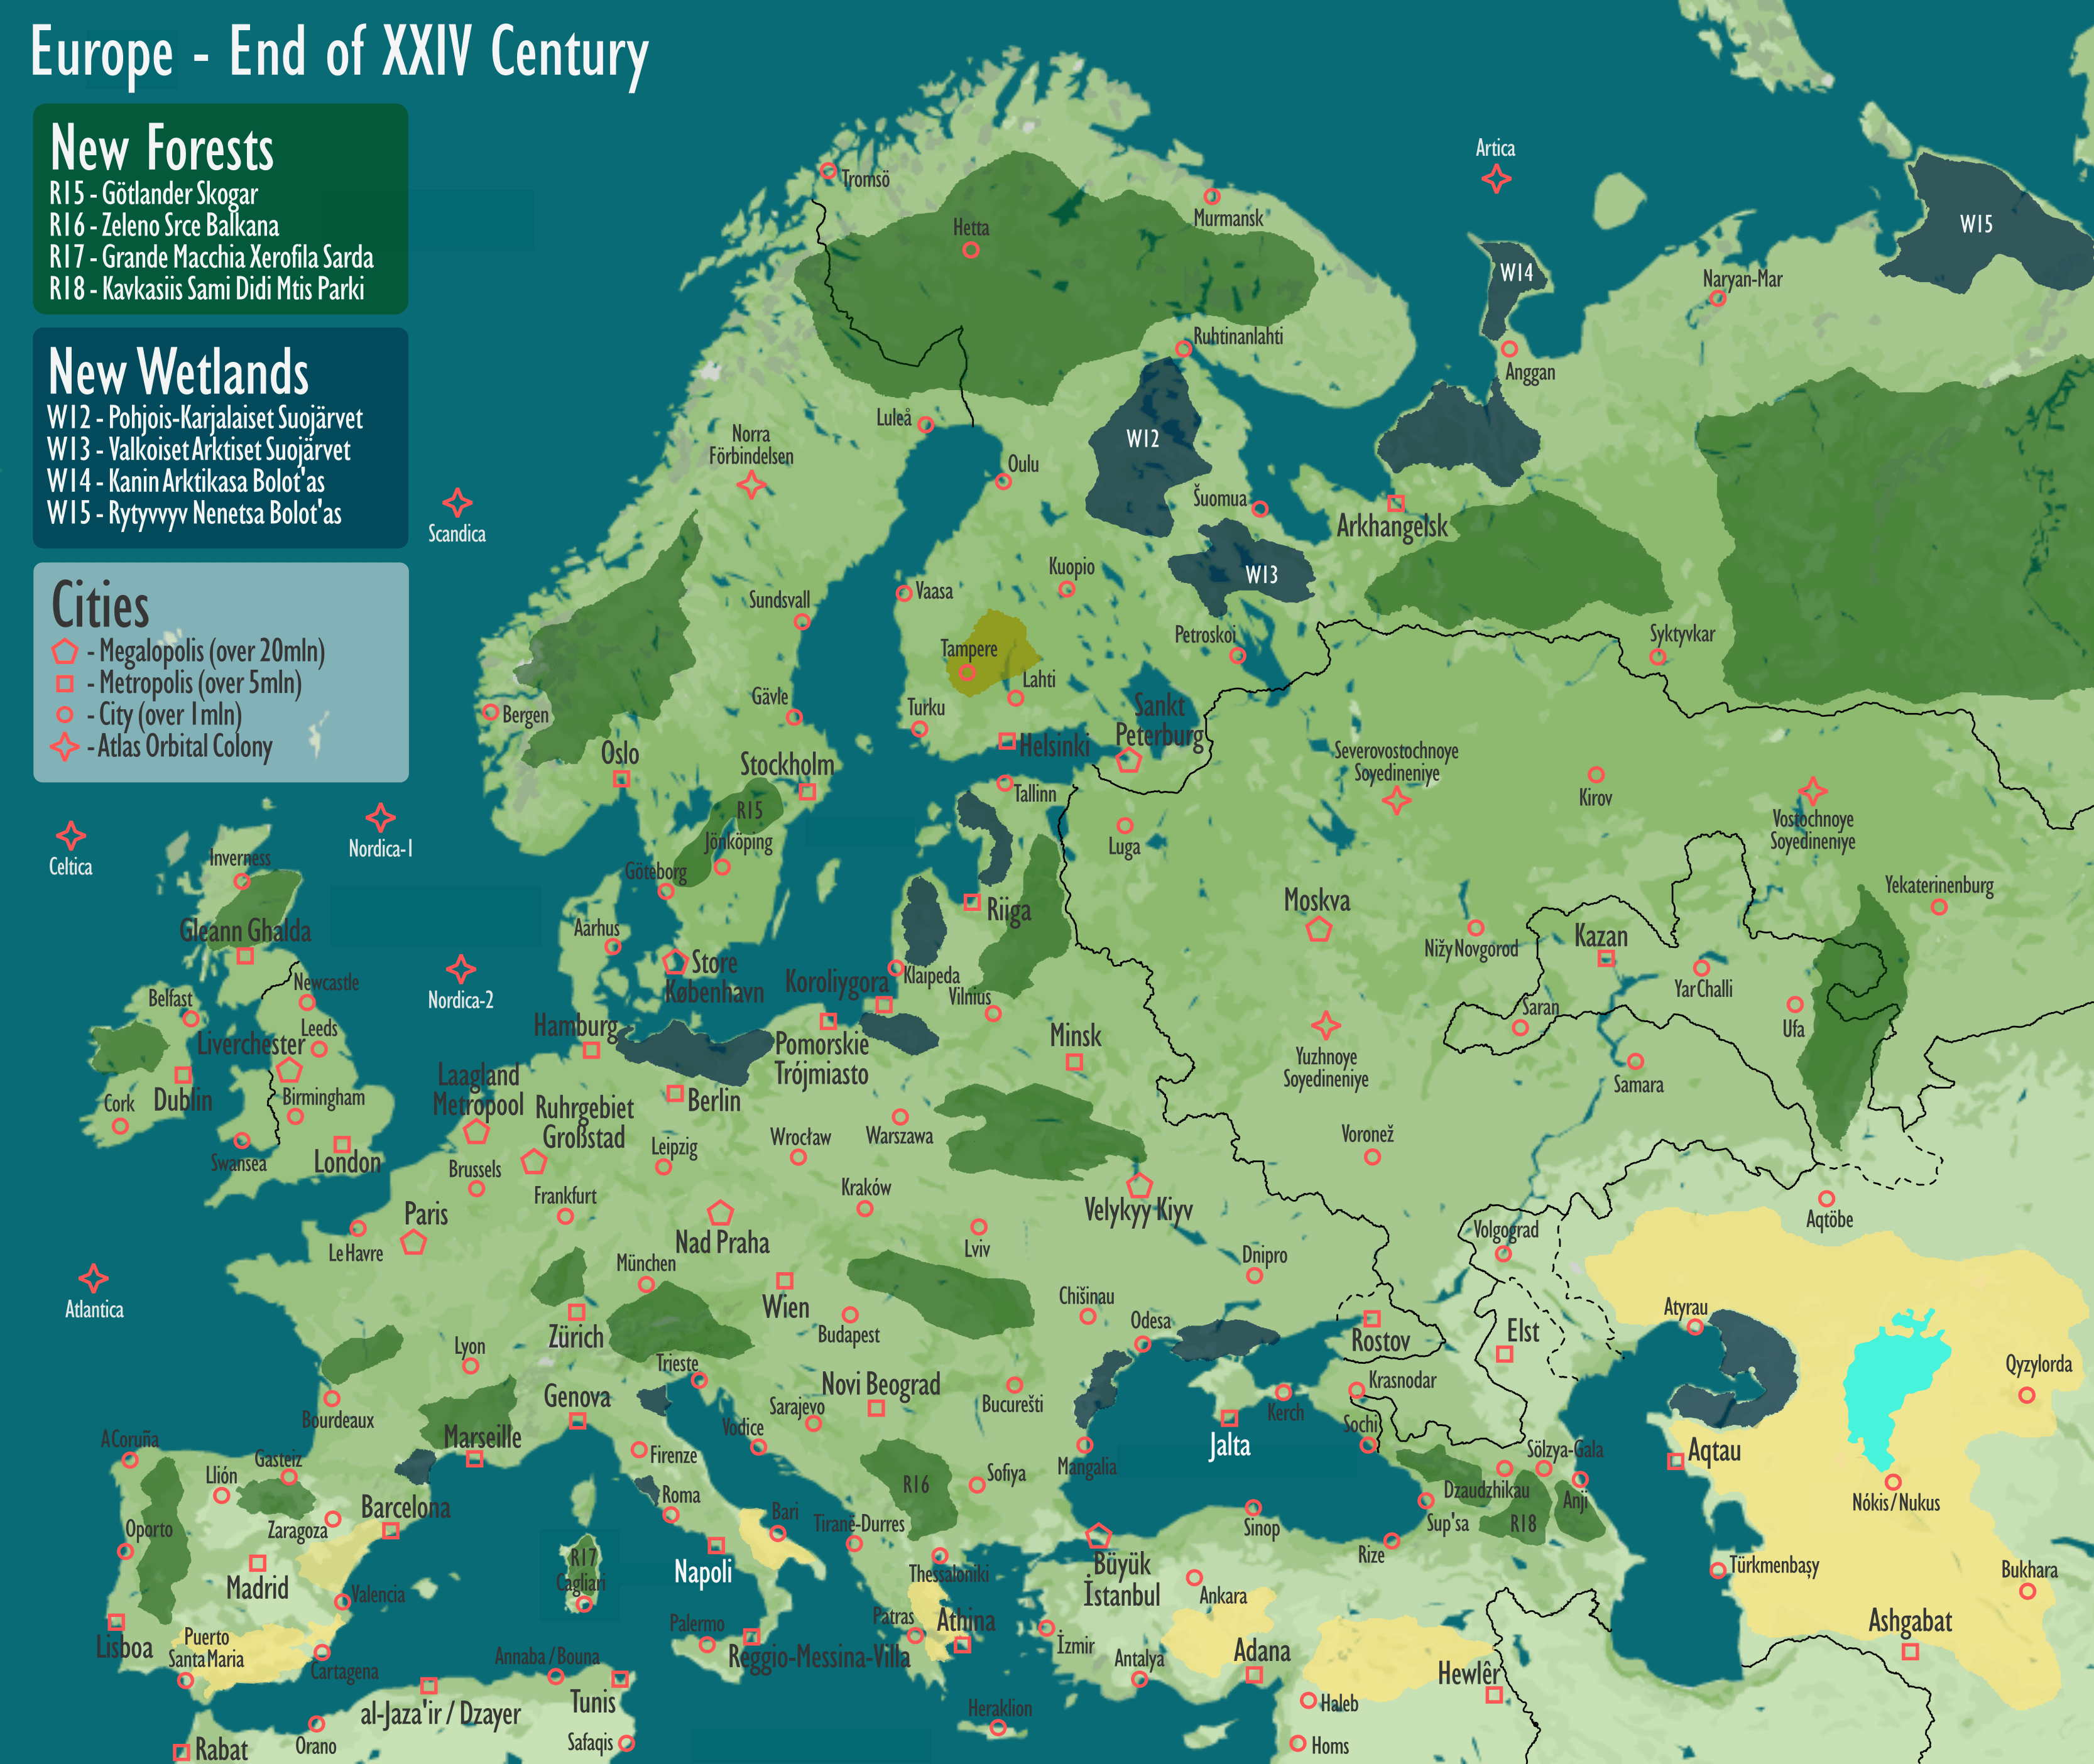 Europe - End of XXIV Century
New Forests
R15 - Götlander Skogar
R16 - Zeleno Srce Balkana
R17 - Grande Macchia Xerofila Sarda
R18 - Kavkasiis Sami Didi Mtis Parki
New Wetlands
W12 - Pohjois-Karjalaiset Suojärvet
W13 - Valkoiset Arktiset Suojärvet
W14 - Kanin Arktikasa Bolot'as
W15 - Rytyvvyv Nenetsa Bolot'as
Cities
- Megalopolis (over 20mln)
- Metropolis (over 5mln)
- City (over 1mln)
- Atlas Orbital Colony
Artica
Tromsö
Murmansk
Hetta
W15
W14
Naryan-Mar
Ruhtinanlahti
Anggan
Luleå
Norra
Förbindelsen
W12
Oulu
Šuomua
Arkhangelsk
Scandica
Kuopio
W13
Vaasa
Sundsvall
Petroskoi
Syktyvkar
Tampere
Lahti
Gävle
Turku
Bergen
Sankt
Peterburg
Helsinki
Oslo
Stockholm
Severovostochnoye
Soyedineniye
Kirov
Vostochnoye
Soyedineniye
Tallinn
R15
Jönköping
Luga
Nordica-1
Celtica
Inverness
Göteborg
Yekaterinenburg
Moskva
Riiga
Gleann Ghalda
Aarhus
Nižy Novgorod
Kazan
Store
København
Koroliygora
Klaipeda
Yar Challi
Newcastle
Nordica-2
Belfast
Vilnius
Saran
Ufa
Leeds
Hamburg
Liverchester
Minsk
Pomorskie
Trójmiasto
Yuzhnoye
Soyedineniye
Samara
Laagland
Metropool
Dublin
Cork
Birmingham
Berlin
Ruhrgebiet
Großstad
Leipzig
Wrocław
Warszawa
Voronež
Swansea
London
Brussels
Frankfurt
Kraków
Velykyy Kiyv
Aqtöbe
Paris
Le Havre
Nad Praha
Lviv
Volgograd
München
Dnipro
Atlantica
Wien
Budapest
Chišinau
Odesa
Zürich
Rostov
Elst
Atyrau
Lyon
Trieste
Qyzylorda
Novi Beograd
Bucurešti
Krasnodar
Kerch
Bourdeaux
Genova
Sarajevo
Vodice
Sochi
Jalta
A Coruña
Marseille
Firenze
Mangalia
Sölzya-Gala
Aqtau
Gasteiz
Llión
Sofiya
R16
Dzaudzhikau
Anji
Nókis / Nukus
Roma
Barcelona
Zaragoza
Oporto
Bari
Tiranë-Durres
Sinop
Sup'sa
R18
Rize
R17
Cagliari
Napoli
Thessaloniki
Büyük
İstanbul
Ankara
Türkmenbaşy
Bukhara
Madrid
Valencia
Lisboa
Palermo
Patras
Athina
İzmir
Ashgabat
Puerto
Santa Maria
Cartagena
Reggio-Messina-Villa
Antalya
Adana
Hewlêr
Annaba / Bouna
Tunis
al-Jaza'ir / Dzayer
Haleb
Heraklion
Orano
Rabat
Safaqis
Homs